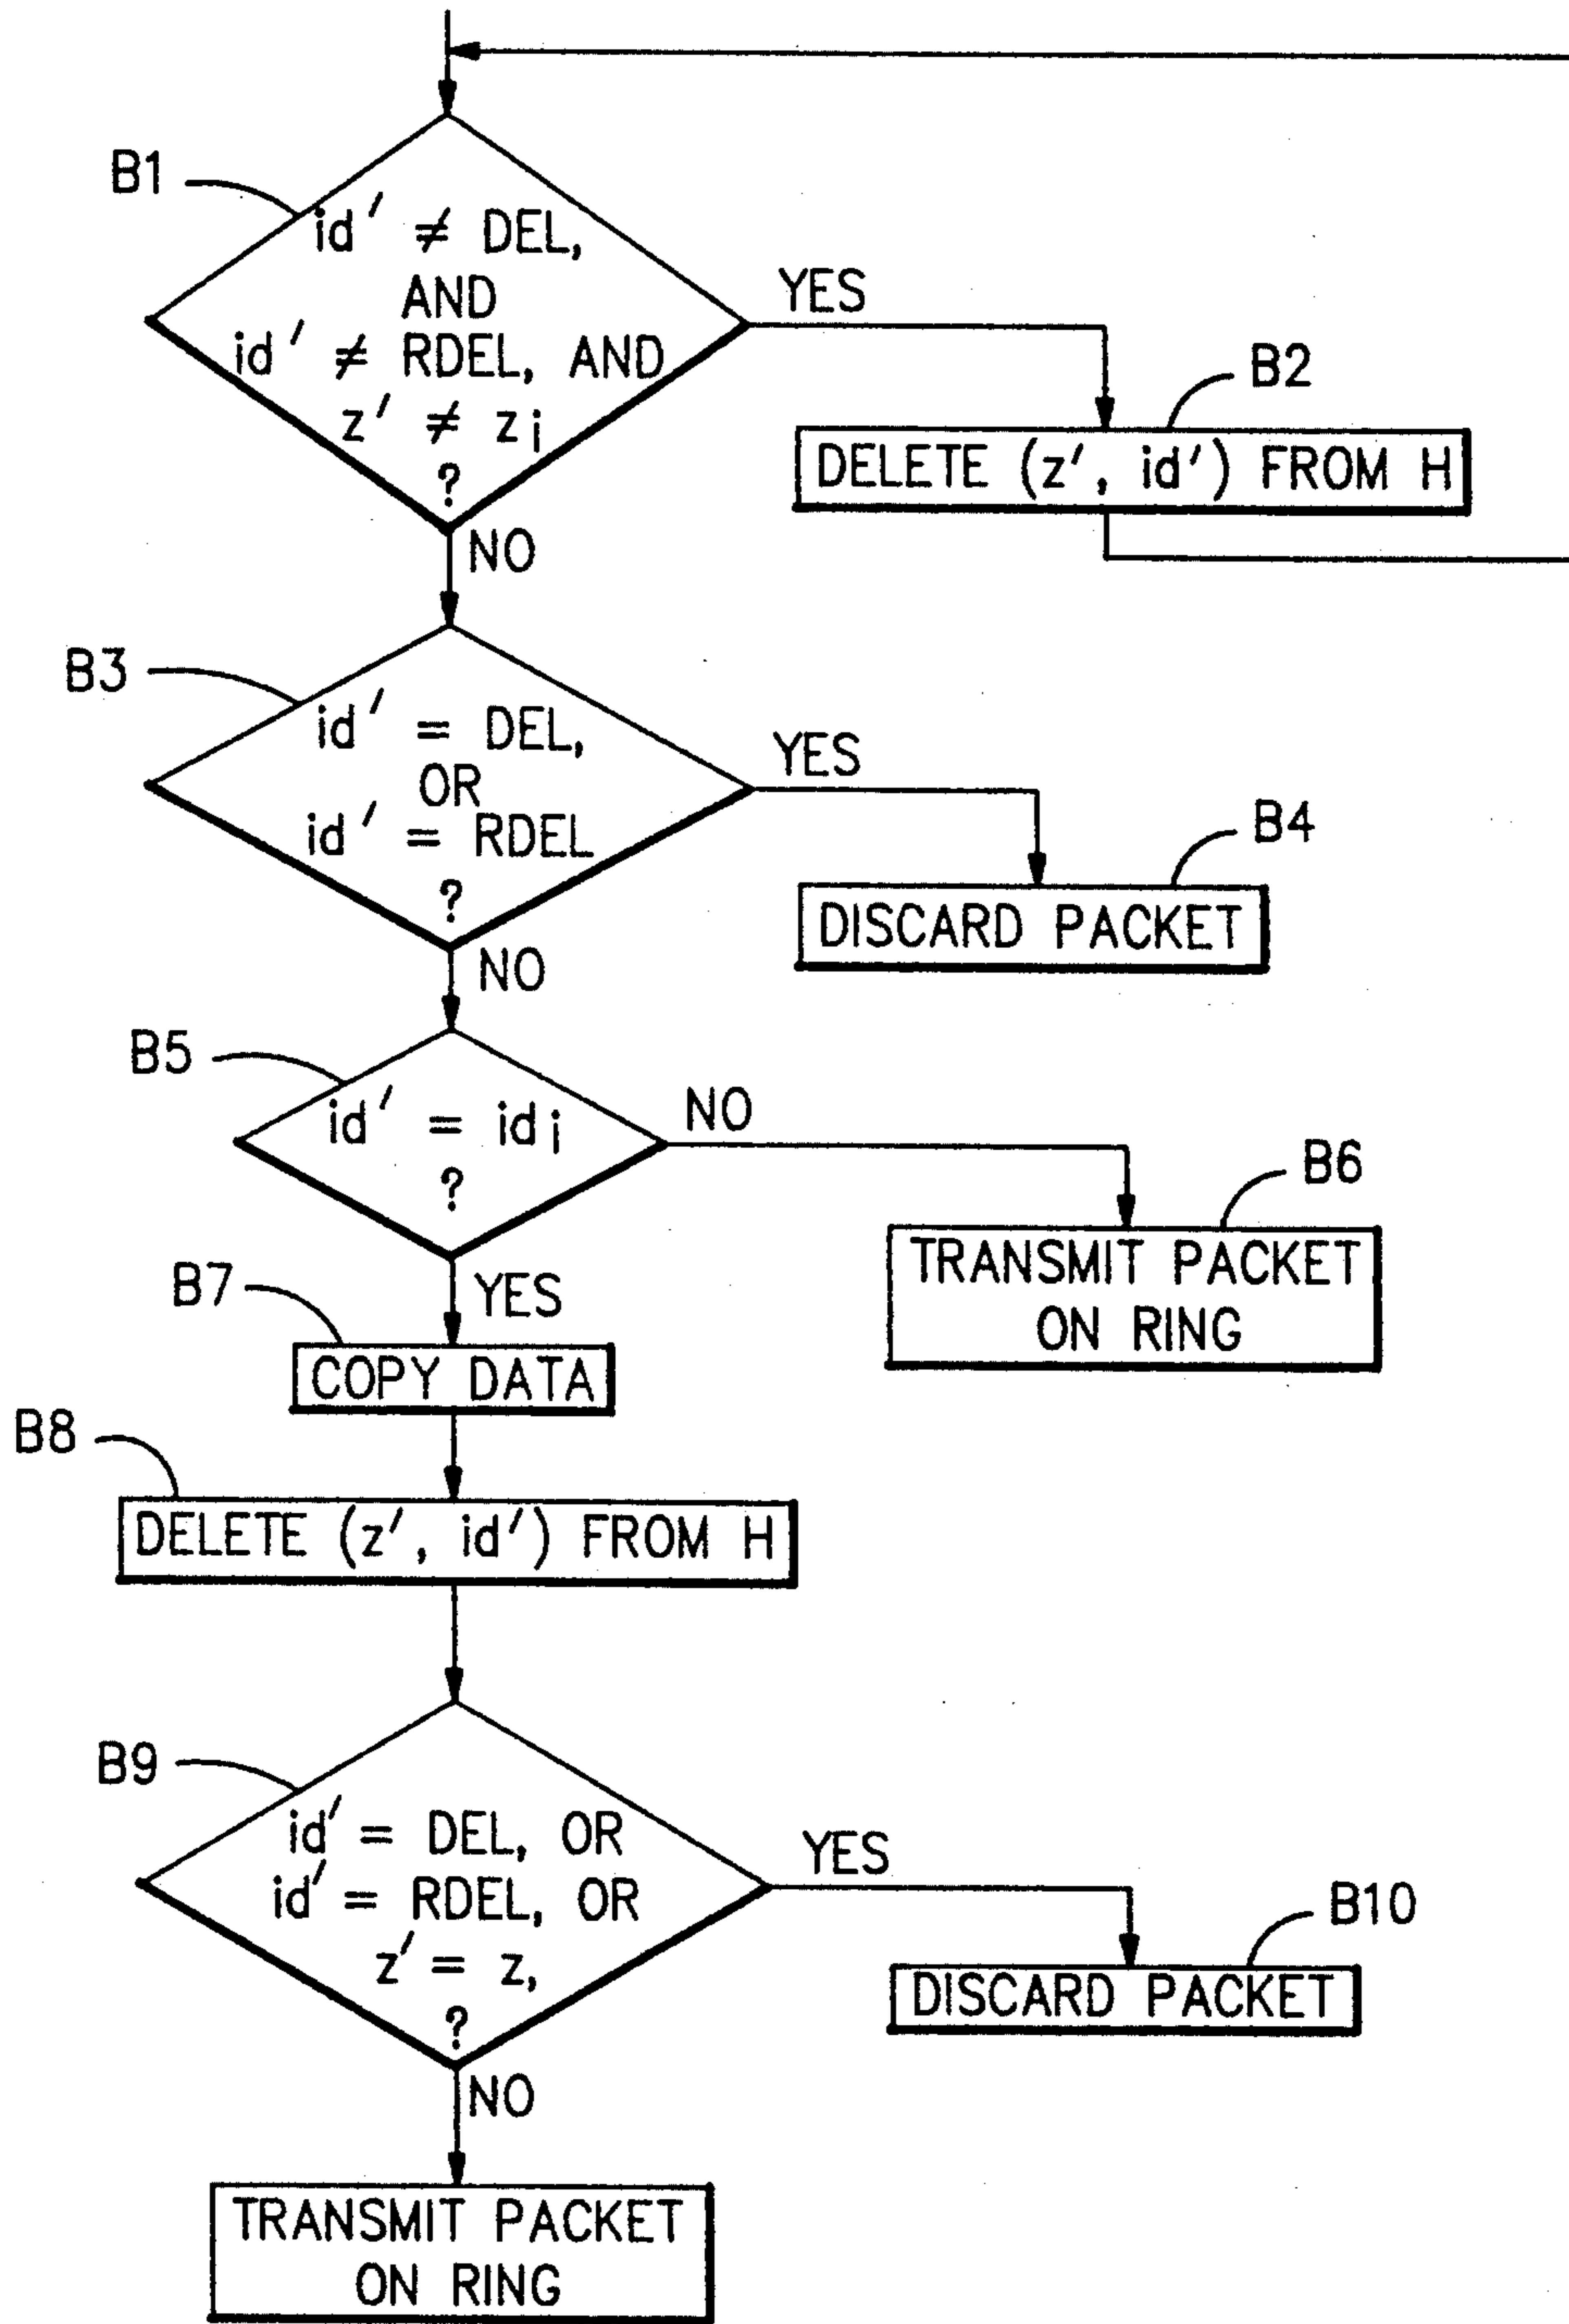 B1
id' ≠ DEL,
AND
id' ≠ RDEL, AND
z' ≠ zi
?
YES
B2
DELETE (z', id') FROM H
NO
B3
id' = DEL,
OR
id' = RDEL
?
YES
B4
DISCARD PACKET
NO
B5
id' = idi
?
NO
B6
TRANSMIT PACKET
ON RING
YES
B7
COPY DATA
B8
DELETE (z', id') FROM H
B9
id' = DEL, OR
id' = RDEL, OR
z' = z,
?
YES
B10
DISCARD PACKET
NO
TRANSMIT PACKET
ON RING